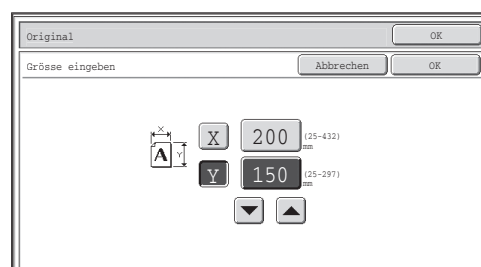 Original OK
Grösse eingeben Abbrechen OK
X
A Y
X 200 (25-432)
mm
Y 150 (25-297)
mm